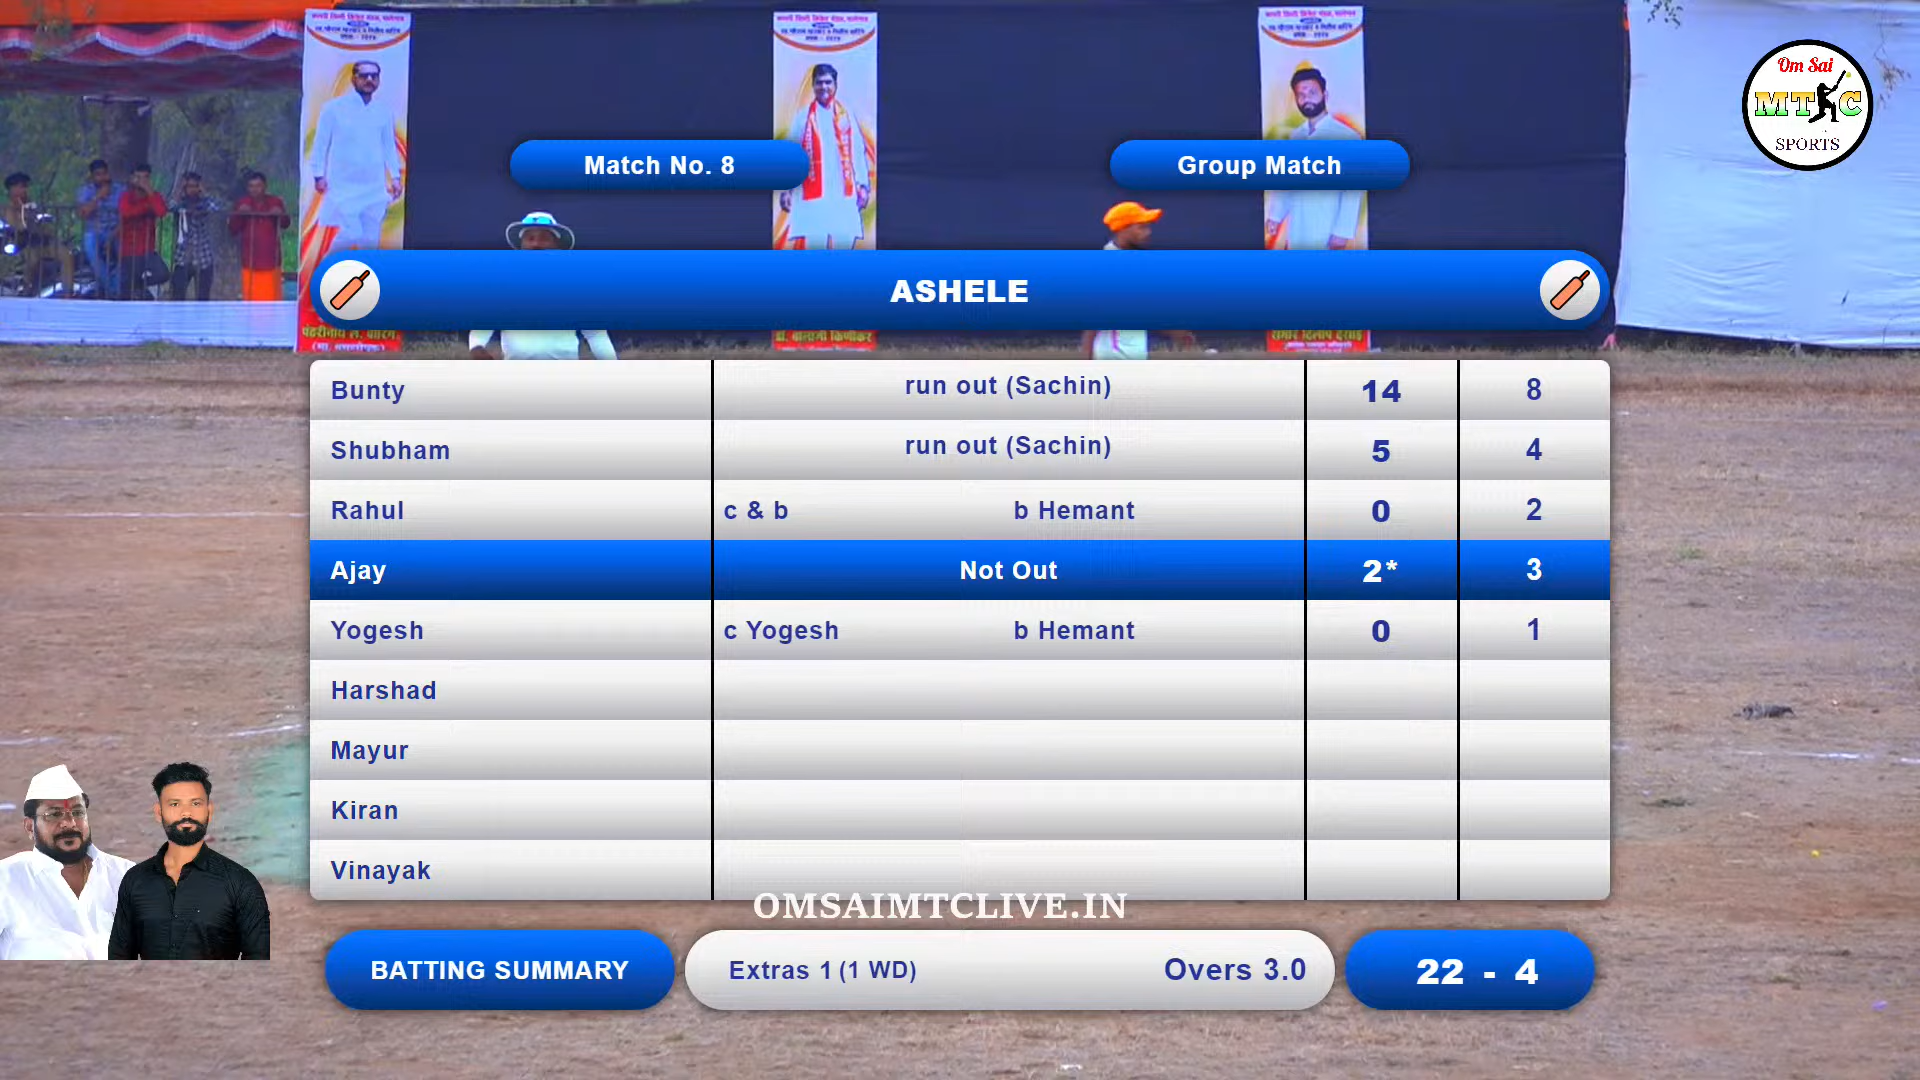 Om Sai
MTC
SPORTS
Match No. 8
Group Match
ASHELE
Bunty run out (Sachin) 14 8
Shubham run out (Sachin) 5 4
Rahul c & b b Hemant 0 2
Ajay Not Out 2* 3
Yogesh c Yogesh b Hemant 0 1
Harshad
Mayur
Kiran
Vinayak
OMSAIMTCLIVE.IN
BATTING SUMMARY Extras 1 (1 WD) Overs 3.0 22 - 4